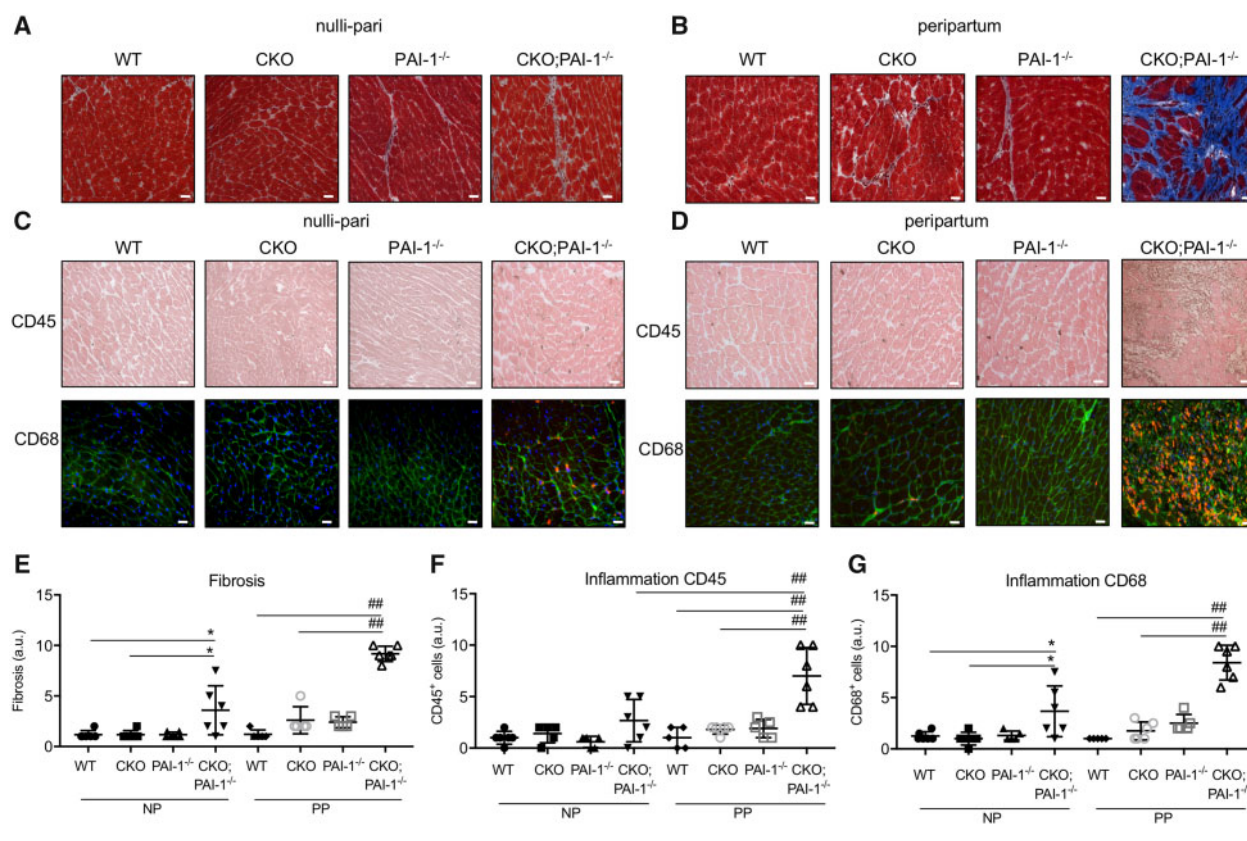 A
nulli-pari
WT CKO PAI-1⁻/⁻ CKO;PAI-1⁻/⁻
B
peripartum
WT CKO PAI-1⁻/⁻ CKO;PAI-1⁻/⁻
C
nulli-pari
WT CKO PAI-1⁻/⁻ CKO;PAI-1⁻/⁻
CD45
CD68
D
peripartum
WT CKO PAI-1⁻/⁻ CKO;PAI-1⁻/⁻
CD45
CD68
E
Fibrosis
Fibrosis (a.u.)
15
10
5
0
*
*
##
##
WT CKO PAI-1⁻/⁻ CKO; WT CKO PAI-1⁻/⁻ CKO;
PAI-1⁻/⁻ PAI-1⁻/⁻
NP PP
F
Inflammation CD45
CD45⁺ cells (a.u.)
15
10
5
0
##
##
##
WT CKO PAI-1⁻/⁻ CKO; WT CKO PAI-1⁻/⁻ CKO;
PAI-1⁻/⁻ PAI-1⁻/⁻
NP PP
G
Inflammation CD68
CD68⁺ cells (a.u.)
15
10
5
0
*
*
##
##
WT CKO PAI-1⁻/⁻ CKO; WT CKO PAI-1⁻/⁻ CKO;
PAI-1⁻/⁻ PAI-1⁻/⁻
NP PP